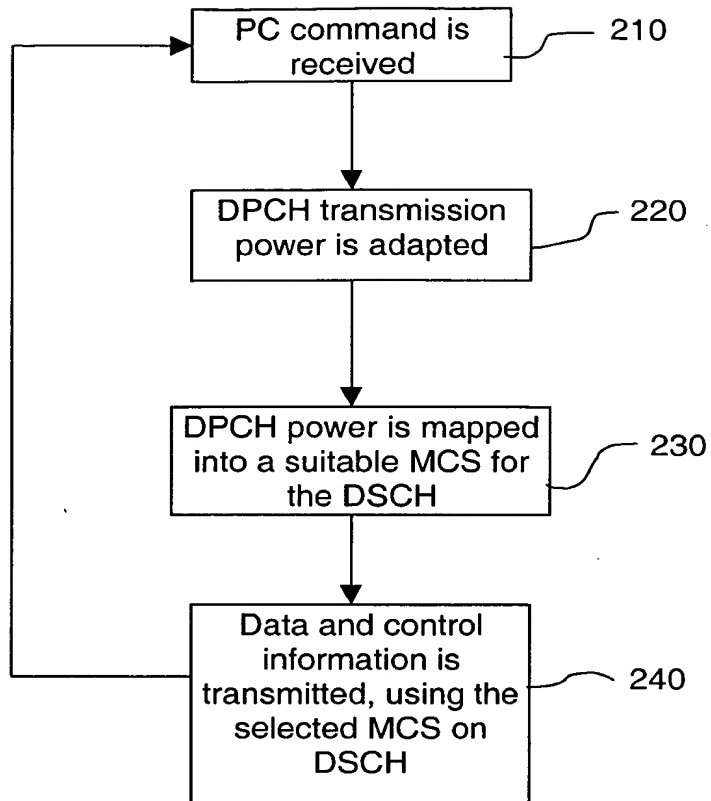 PC command is
received
210
DPCH transmission
power is adapted
220
DPCH power is mapped
into a suitable MCS for
the DSCH
230
Data and control
information is
transmitted, using the
selected MCS on
DSCH
240